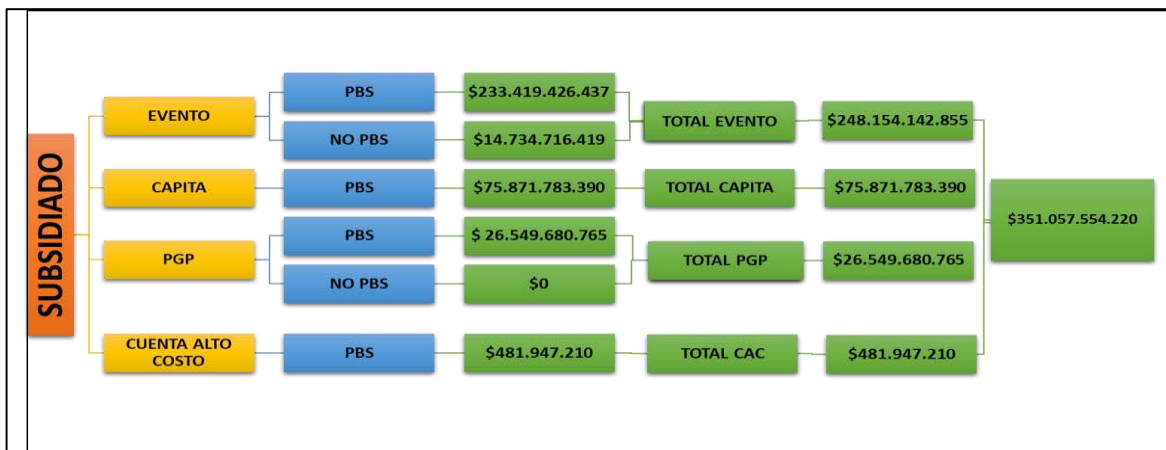 SUBSIDIADO
EVENTO
PBS
$233.419.426.437
NO PBS
$14.734.716.419
TOTAL EVENTO
$248.154.142.855
CAPITA
PBS
$75.871.783.390
TOTAL CAPITA
$75.871.783.390
PGP
PBS
$ 26.549.680.765
NO PBS
$0
TOTAL PGP
$26.549.680.765
CUENTA ALTO
COSTO
PBS
$481.947.210
TOTAL CAC
$481.947.210
$351.057.554.220